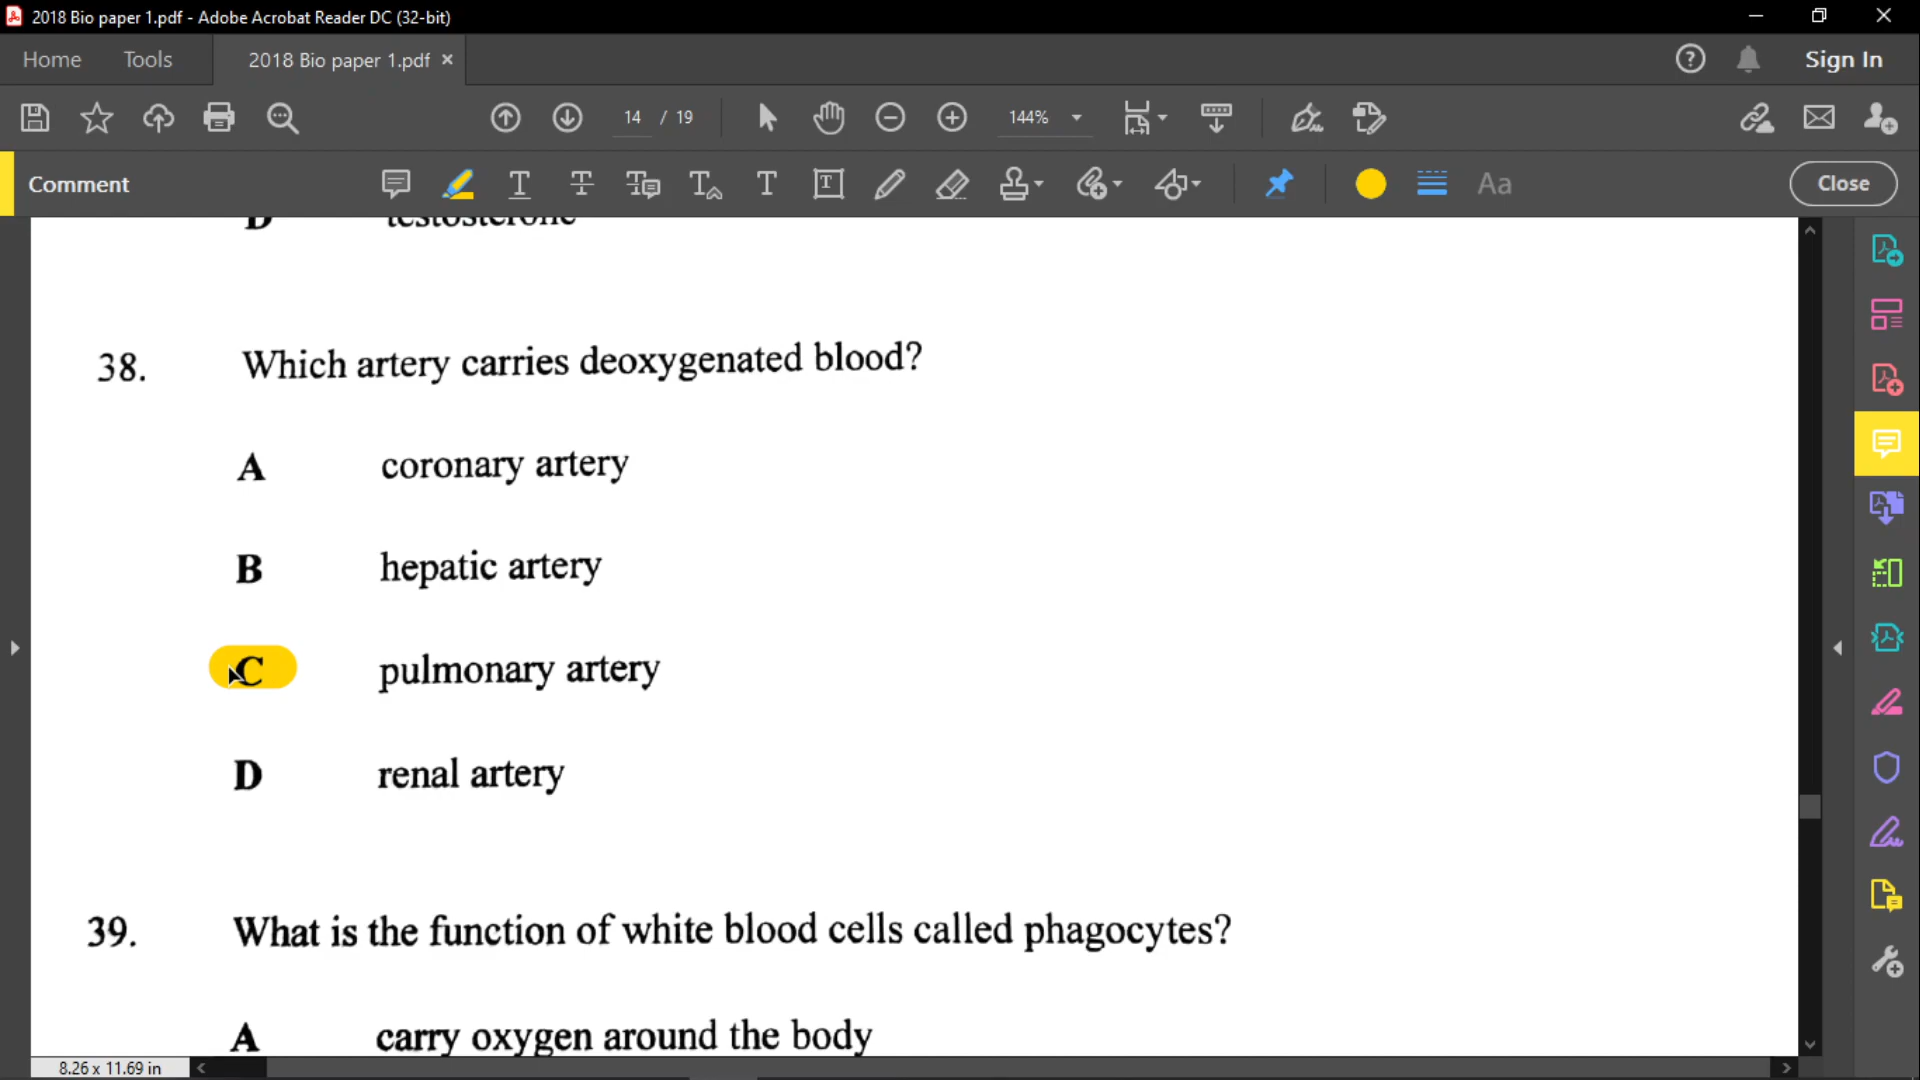 2018 Bio paper 1.pdf - Adobe Acrobat Reader DC (32-bit)
Home Tools 2018 Bio paper 1.pdf × Sign In
14 / 19 144%
Comment Aa Close
D testosterone
38. Which artery carries deoxygenated blood?
A coronary artery
B hepatic artery
C pulmonary artery
D renal artery
39. What is the function of white blood cells called phagocytes?
A carry oxygen around the body
8.26 x 11.69 in